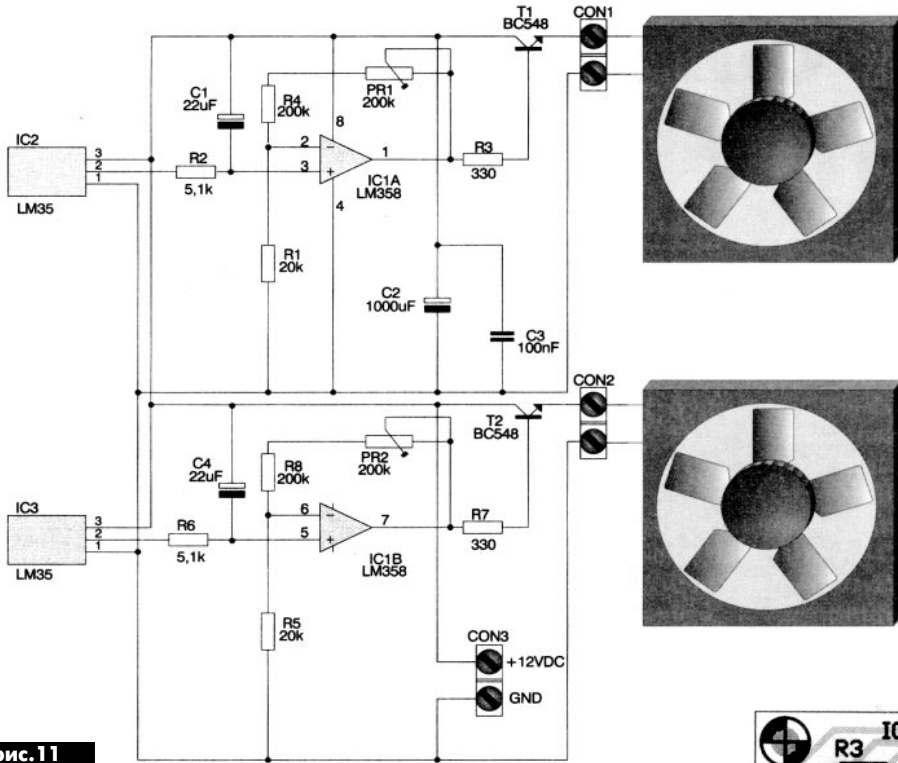 T1
BC548
CON1
C1
22uF
R4
200k
PR1
200k
8
IC2
3
2
1
LM35
R2
5,1k
2
3
−
+
1
IC1A
LM358
4
R3
330
R1
20k
C2
1000uF
C3
100nF
CON2
T2
BC548
C4
22uF
R8
200k
PR2
200k
IC3
3
2
1
LM35
R6
5,1k
6
5
−
+
7
IC1B
LM358
R7
330
R5
20k
CON3
+12VDC
GND
рис.11
R3